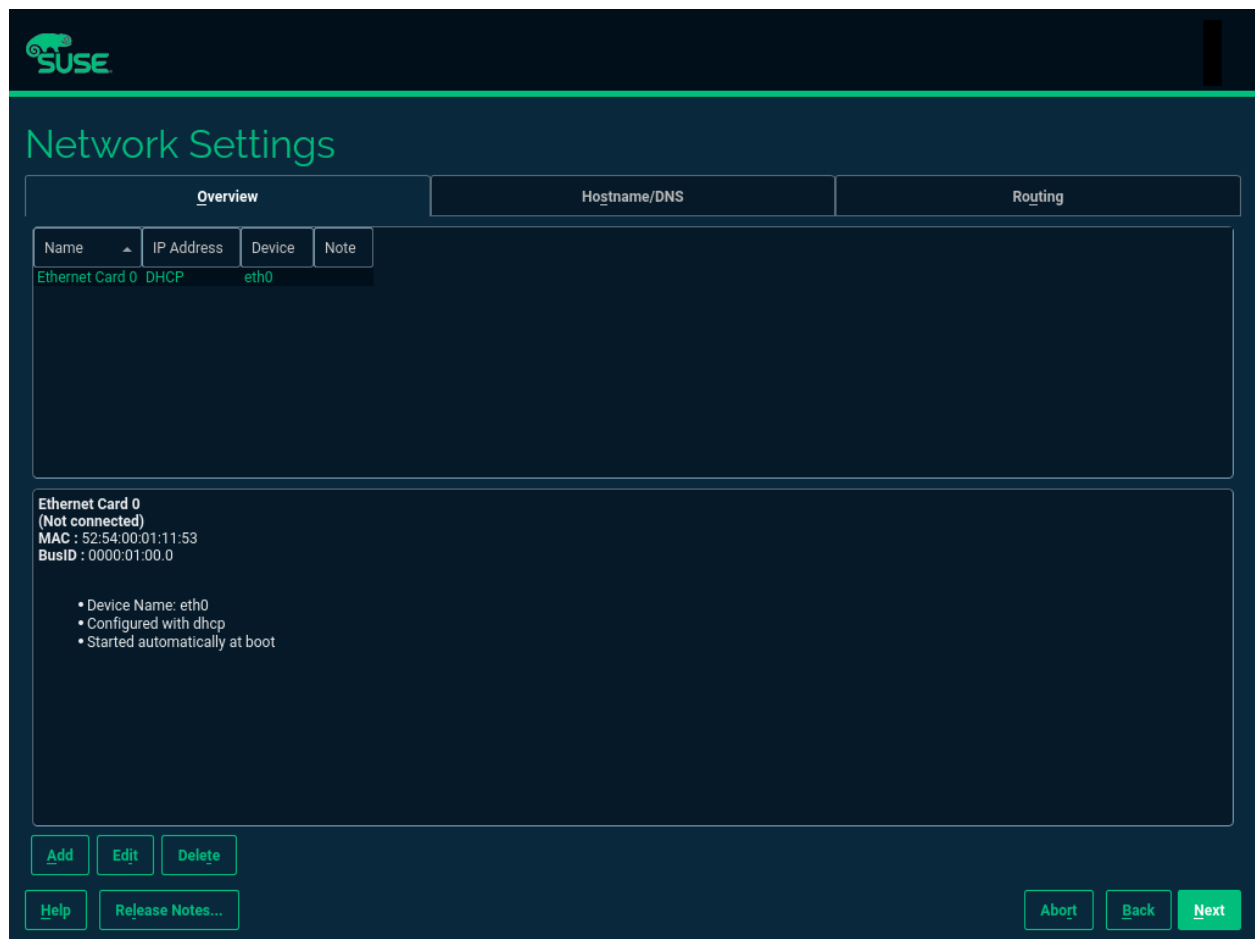 SUSE
Network Settings
Overview Hostname/DNS Routing
Name IP Address Device Note
Ethernet Card 0 DHCP eth0
Ethernet Card 0
(Not connected)
MAC : 52:54:00:01:11:53
BusID : 0000:01:00.0
• Device Name: eth0
• Configured with dhcp
• Started automatically at boot
Add Edit Delete
Help Release Notes... Abort Back Next